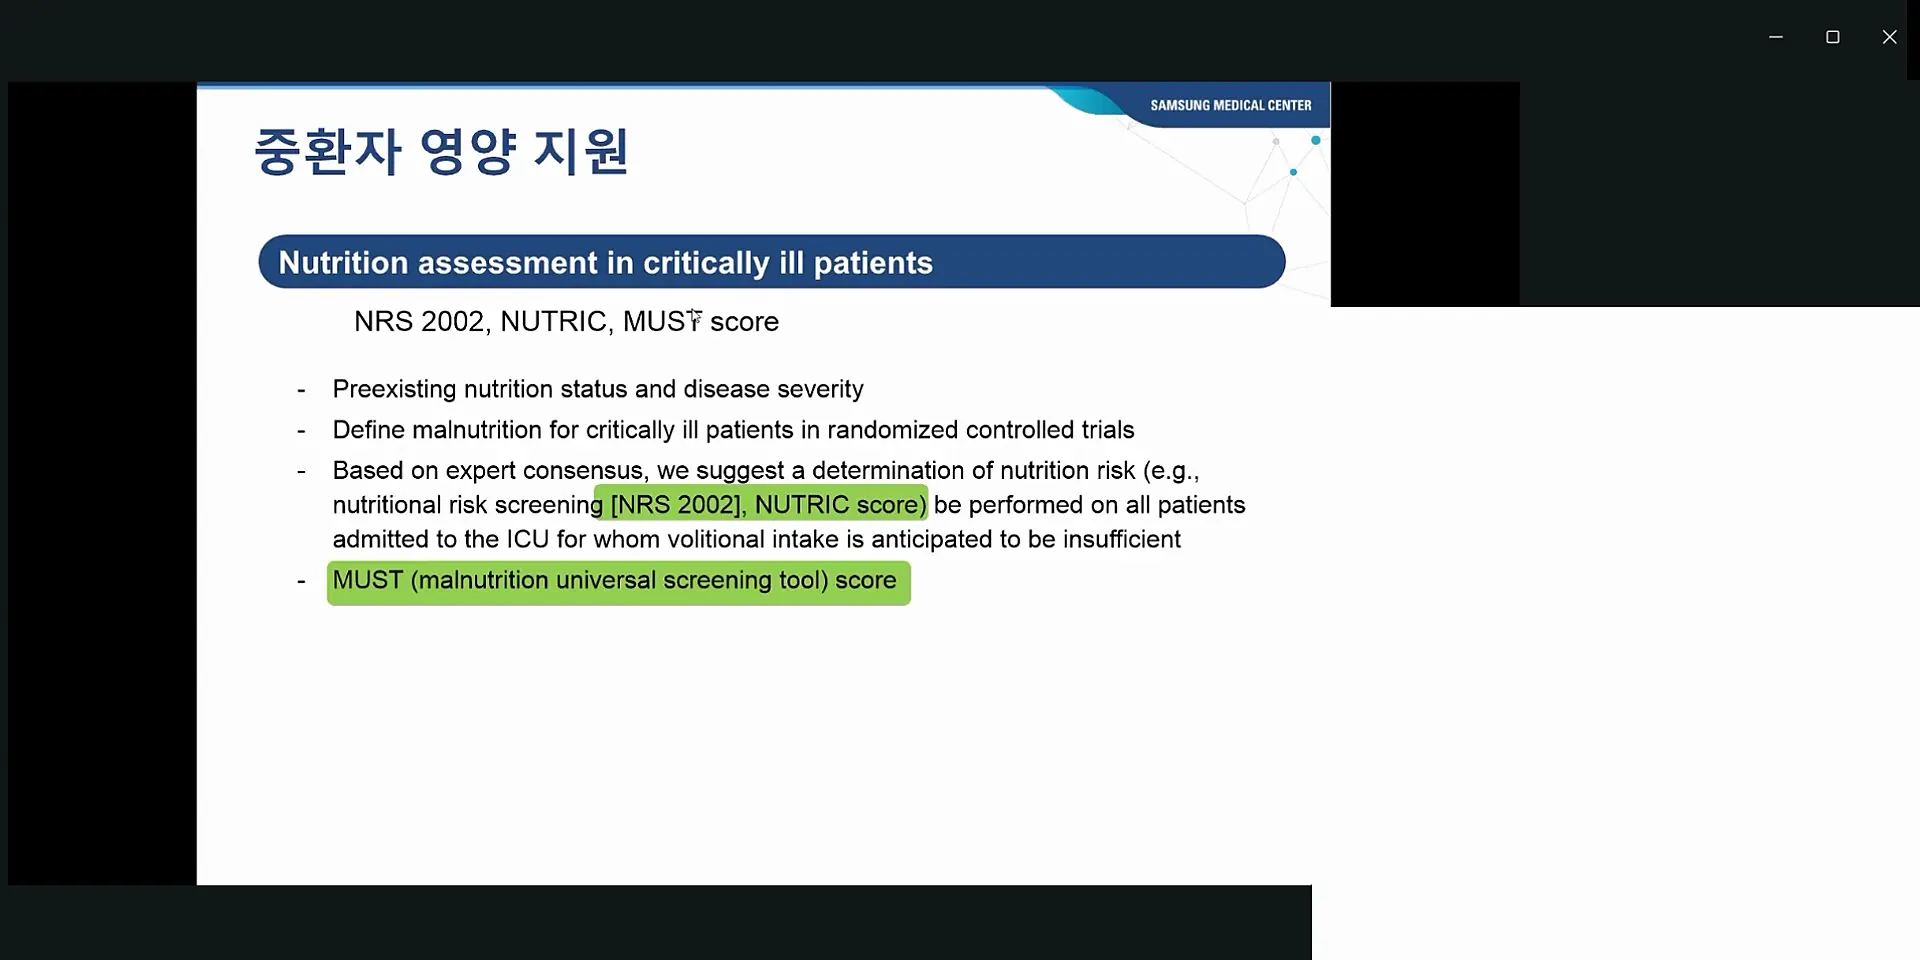 SAMSUNG MEDICAL CENTER
중환자 영양 지원
Nutrition assessment in critically ill patients
NRS 2002, NUTRIC, MUST score
- Preexisting nutrition status and disease severity
- Define malnutrition for critically ill patients in randomized controlled trials
- Based on expert consensus, we suggest a determination of nutrition risk (e.g.,
nutritional risk screening [NRS 2002], NUTRIC score) be performed on all patients
admitted to the ICU for whom volitional intake is anticipated to be insufficient
- MUST (malnutrition universal screening tool) score